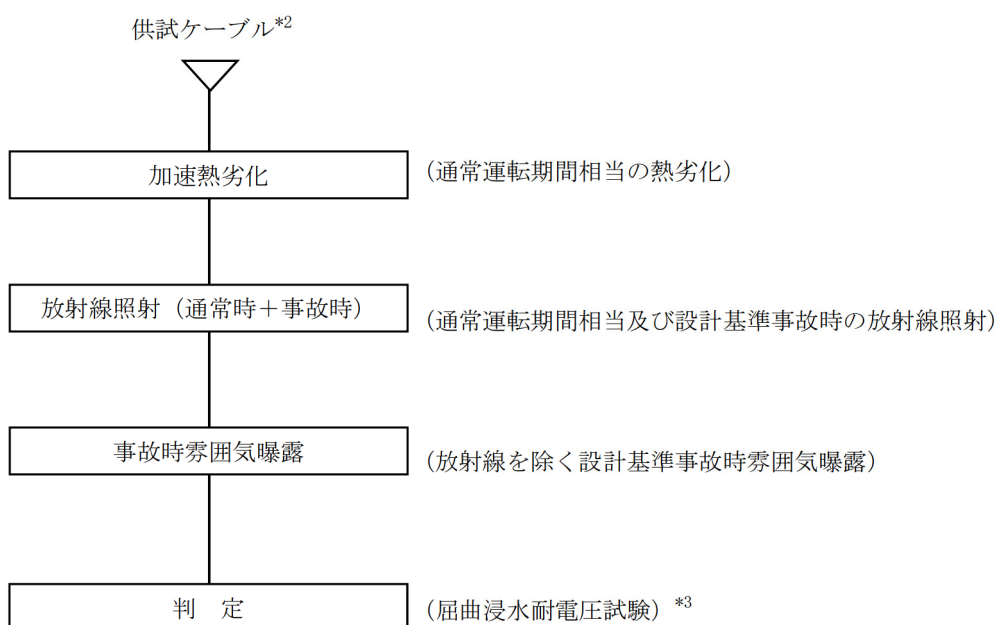 供試ケーブル*2
加速熱劣化
(通常運転期間相当の熱劣化)
放射線照射(通常時+事故時)
(通常運転期間相当及び設計基準事故時の放射線照射)
事故時雰囲気曝露
(放射線を除く設計基準事故時雰囲気曝露)
判 定
(屈曲浸水耐電圧試験)*3